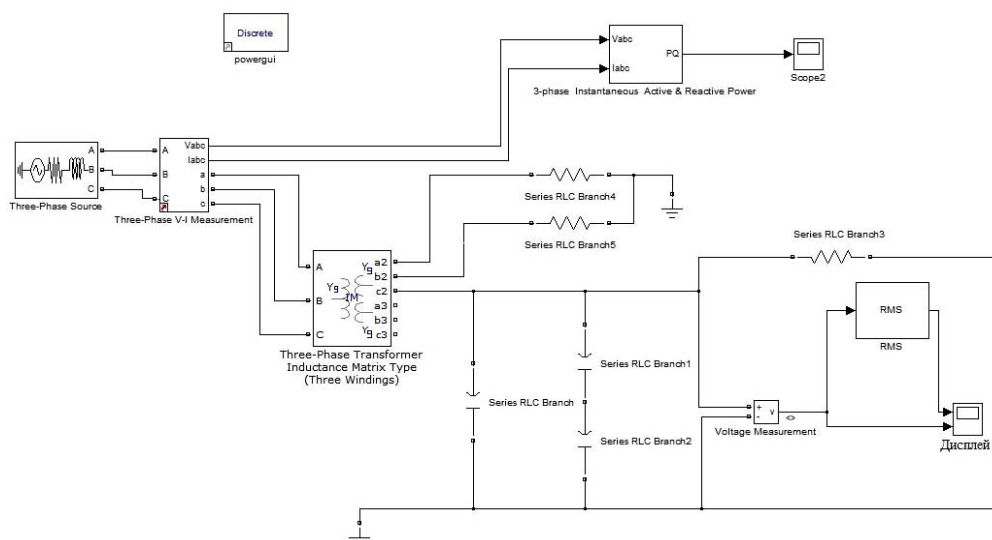 Discrete
powergui
Vabc
Iabc
PQ
3-phase Instantaneous Active & Reactive Power
Scope2
A
B
C
Three-Phase Source
A
B
C
Vabc
Iabc
a
b
c
Three-Phase V-I Measurement
Series RLC Branch4
Series RLC Branch5
Series RLC Branch3
A
B
C
Yg
IM
Yg
Yg
a2
b2
c2
a3
b3
c3
Three-Phase Transformer
Inductance Matrix Type
(Three Windings)
RMS
RMS
Series RLC Branch1
Series RLC Branch
Series RLC Branch2
+
-
v
Voltage Measurement
Дисплей